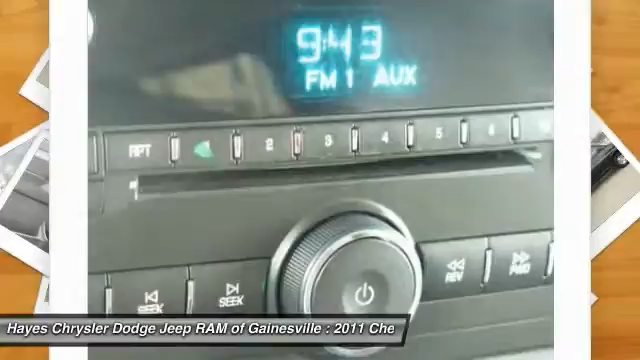 9:43
FM 1 AUX
RPT 2 3 4 5 6
SEEK SEEK REV FWD
Hayes Chrysler Dodge Jeep RAM of Gainesville : 2011 Che